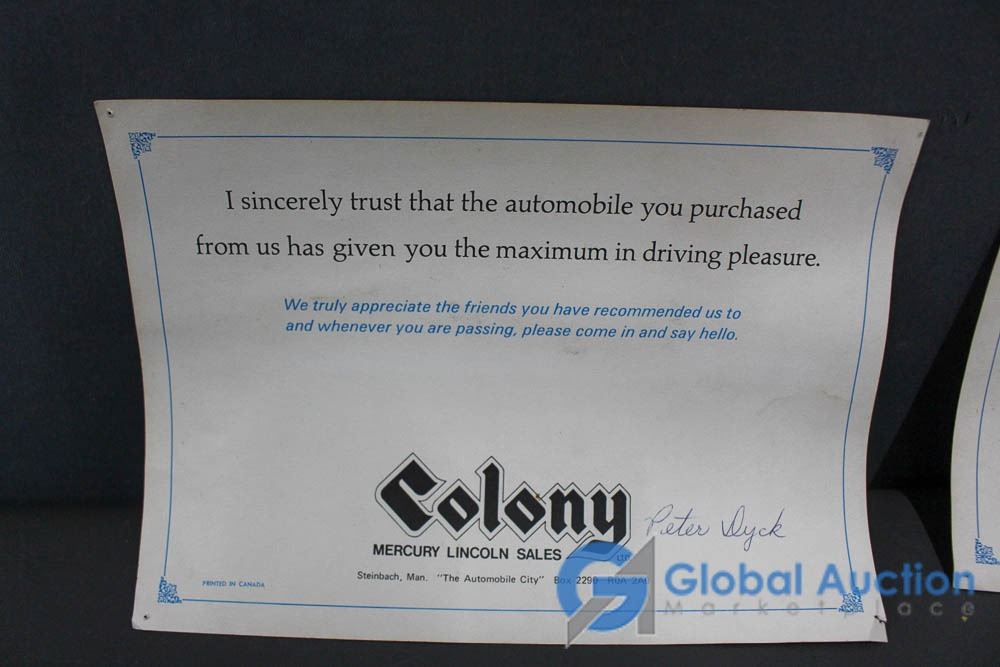 I sincerely trust that the automobile you purchased
from us has given you the maximum in driving pleasure.
We truly appreciate the friends you have recommended us to
and whenever you are passing, please come in and say hello.
Colony
MERCURY LINCOLN SALES LTD
Peter Dyck
Steinbach, Man. "The Automobile City" Box 2290 R0A 2A0
PRINTED IN CANADA
Global Auction
Marketplace